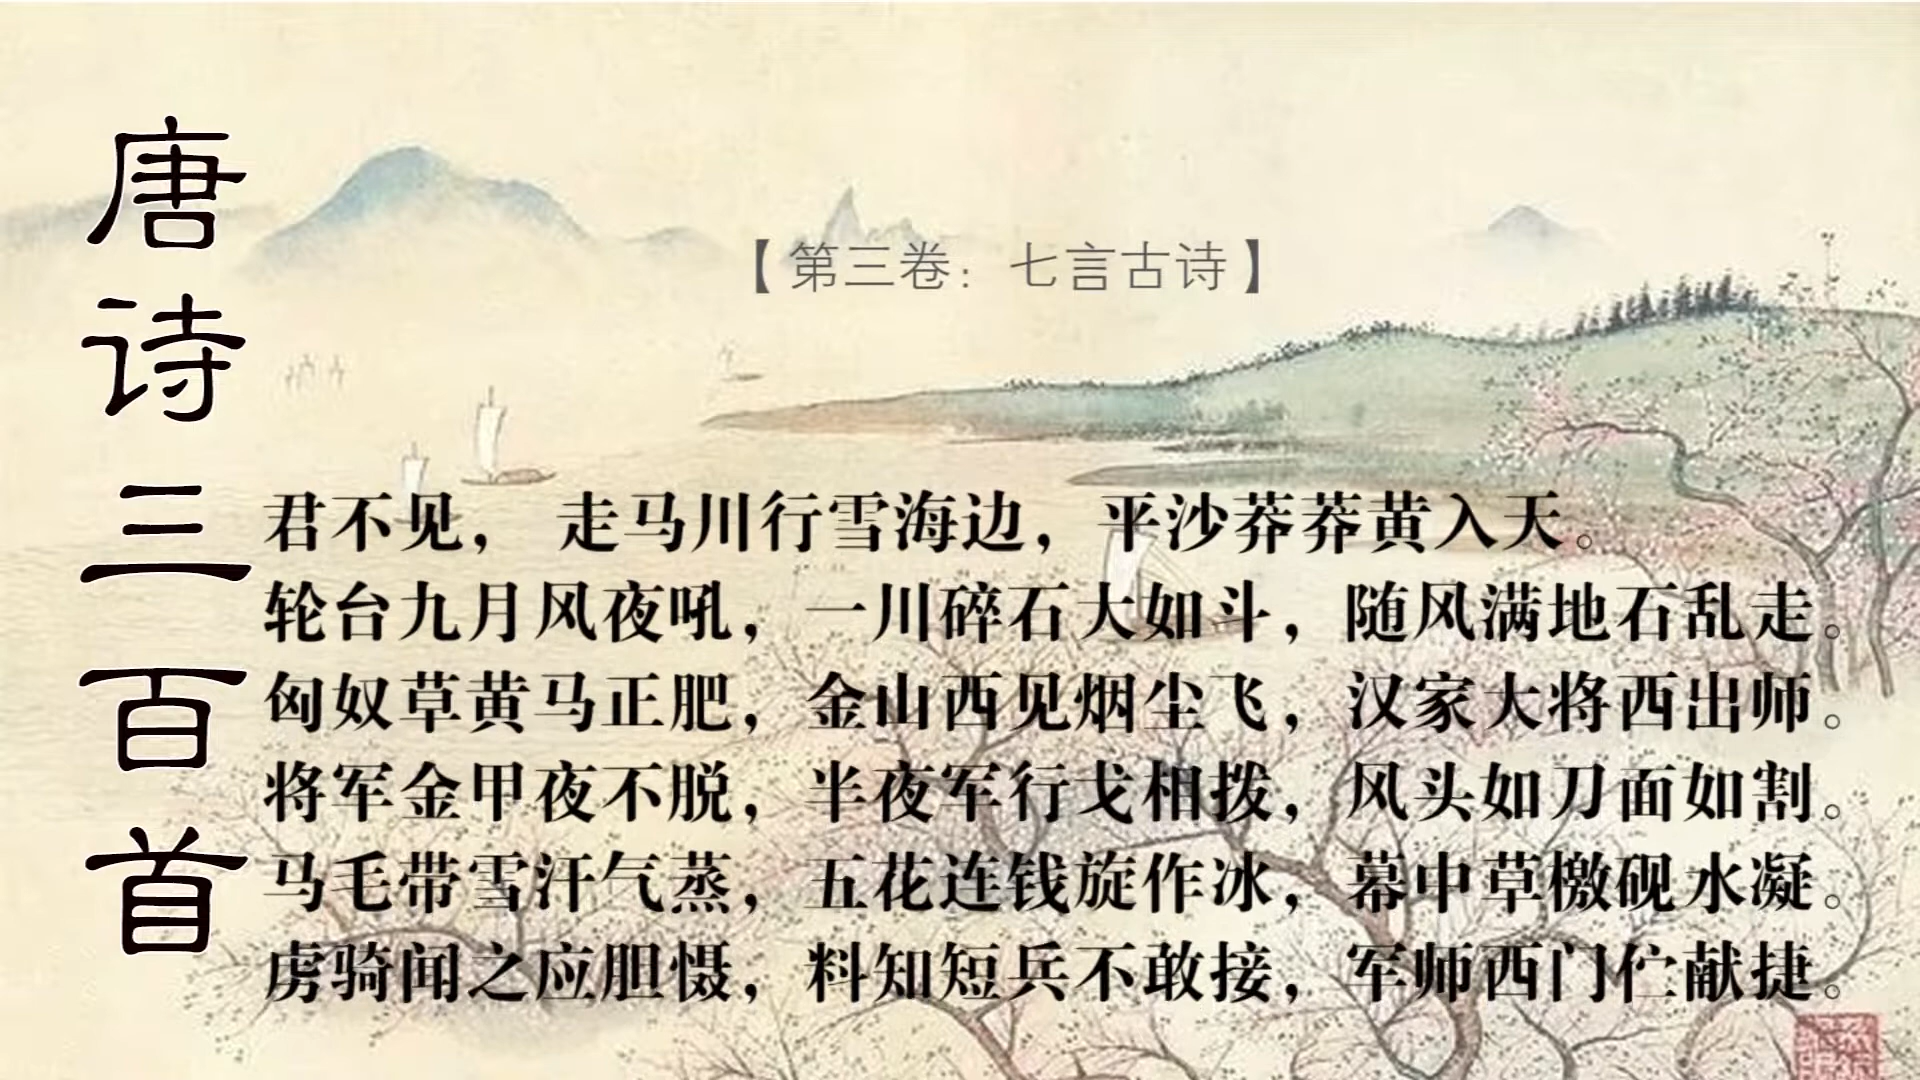 唐诗三百首
【第三卷：七言古诗】
君不见， 走马川行雪海边，平沙莽莽黄入天。
轮台九月风夜吼，一川碎石大如斗，随风满地石乱走。
匈奴草黄马正肥，金山西见烟尘飞，汉家大将西出师。
将军金甲夜不脱，半夜军行戈相拨，风头如刀面如割。
马毛带雪汗气蒸，五花连钱旋作冰，幕中草檄砚水凝。
虏骑闻之应胆慑，料知短兵不敢接，军师西门伫献捷。